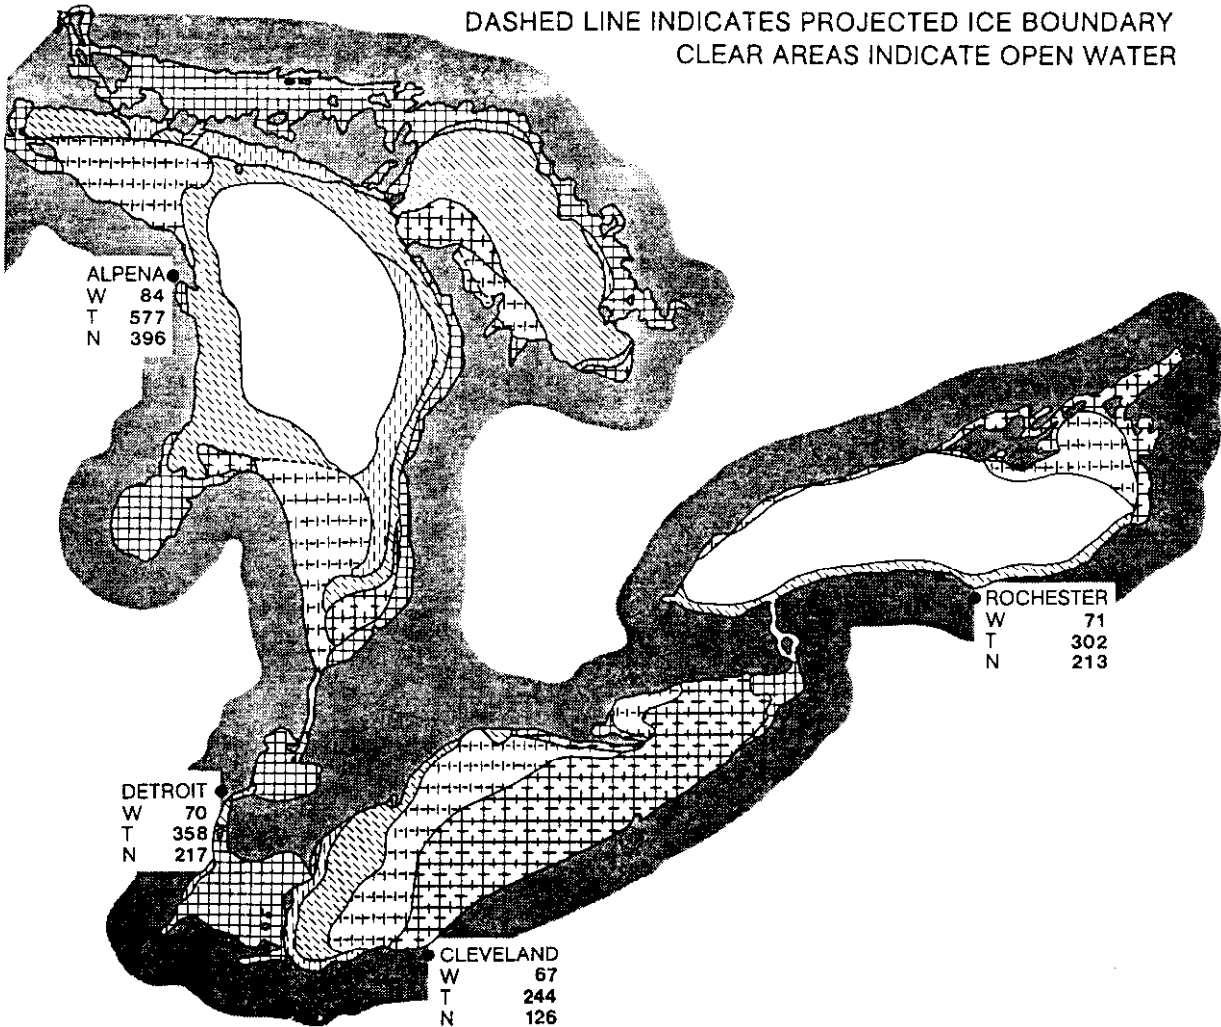 DASHED LINE INDICATES PROJECTED ICE BOUNDARY
CLEAR AREAS INDICATE OPEN WATER
ALPENA
W 84
T 577
N 396
ROCHESTER
W 71
T 302
N 213
DETROIT
W 70
T 358
N 217
CLEVELAND
W 67
T 244
N 126